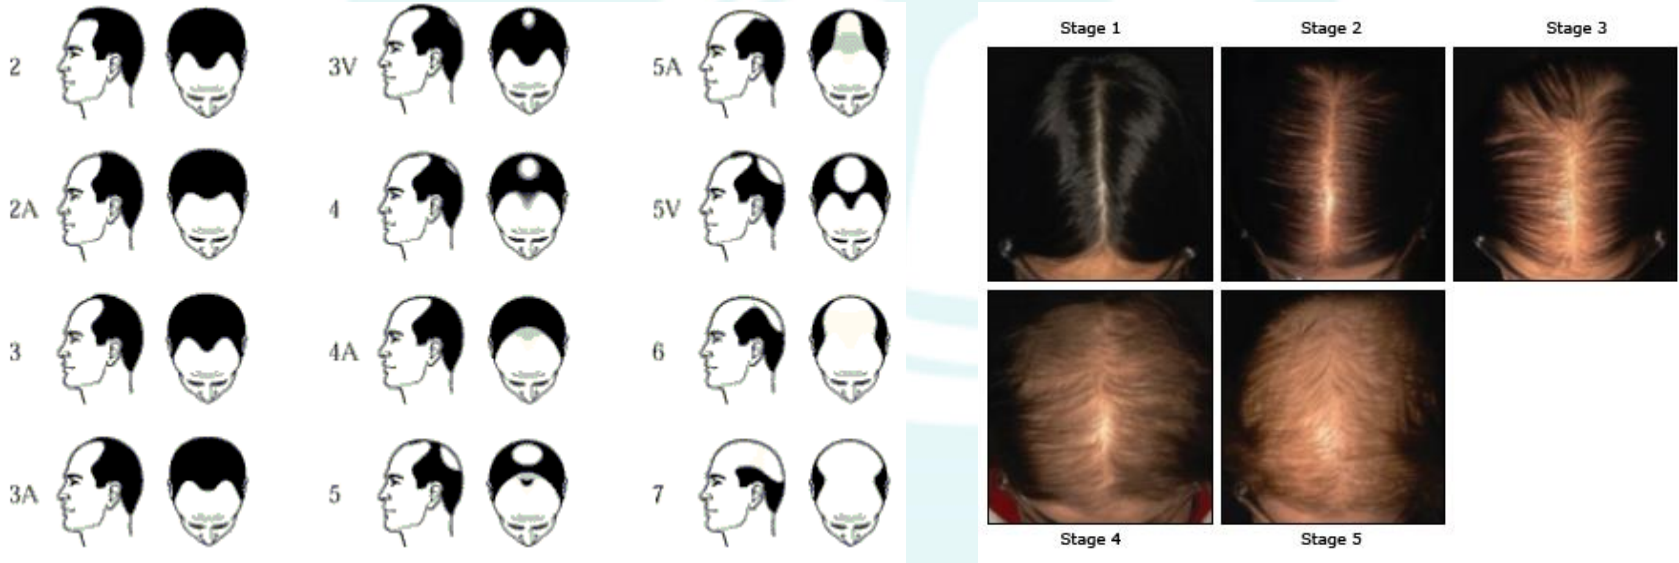 Stage 1 Stage 2 Stage 3
2 3V 5A
2A 4 5V
3 4A 6
3A 5 7
Stage 4 Stage 5